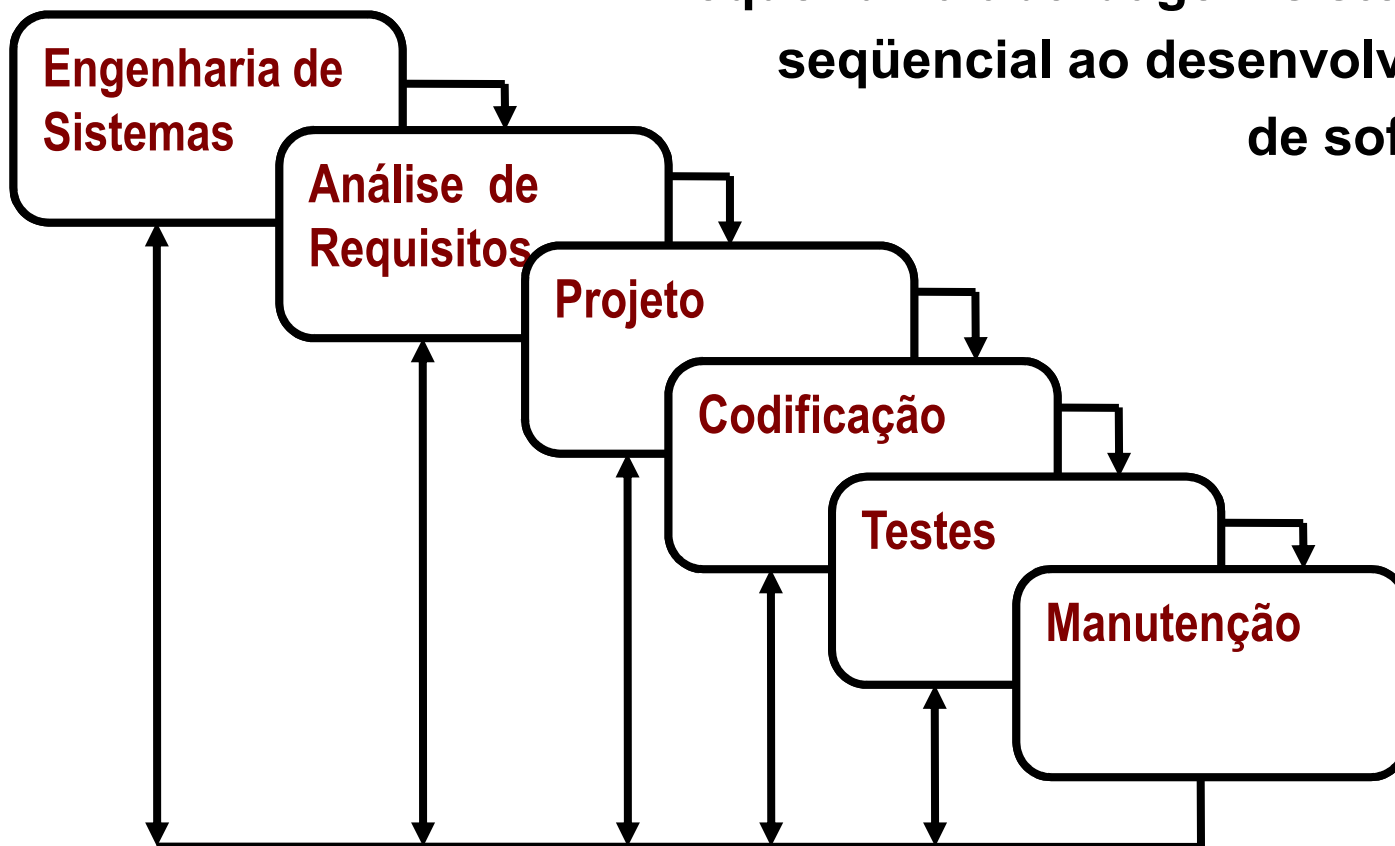 seqüencial ao desenvolv
de sof
Engenharia de
Sistemas
Análise de
Requisitos
Projeto
Codificação
Testes
Manutenção